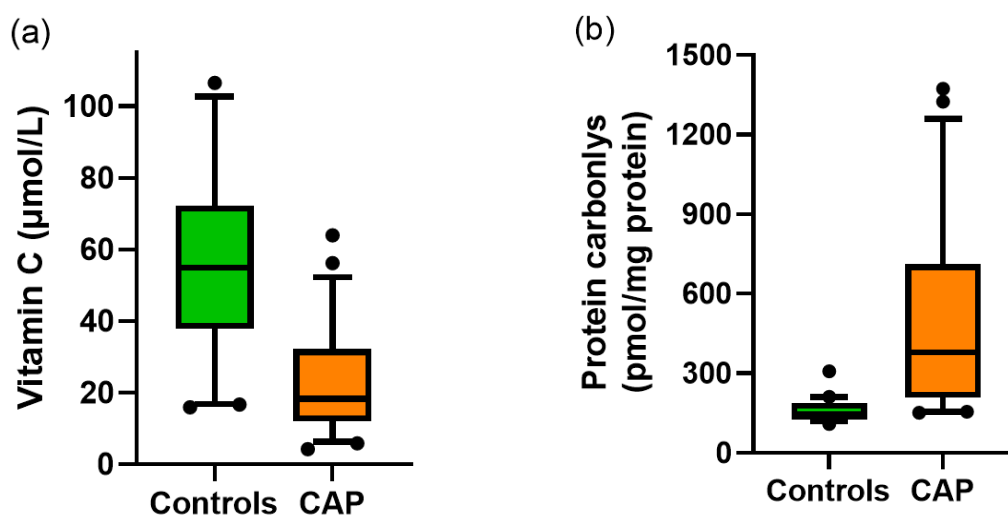 (a)
Vitamin C (µmol/L)
100
80
60
40
20
0
Controls
CAP
(b)
Protein carbonlys
(pmol/mg protein)
1500
1200
900
600
300
0
Controls
CAP